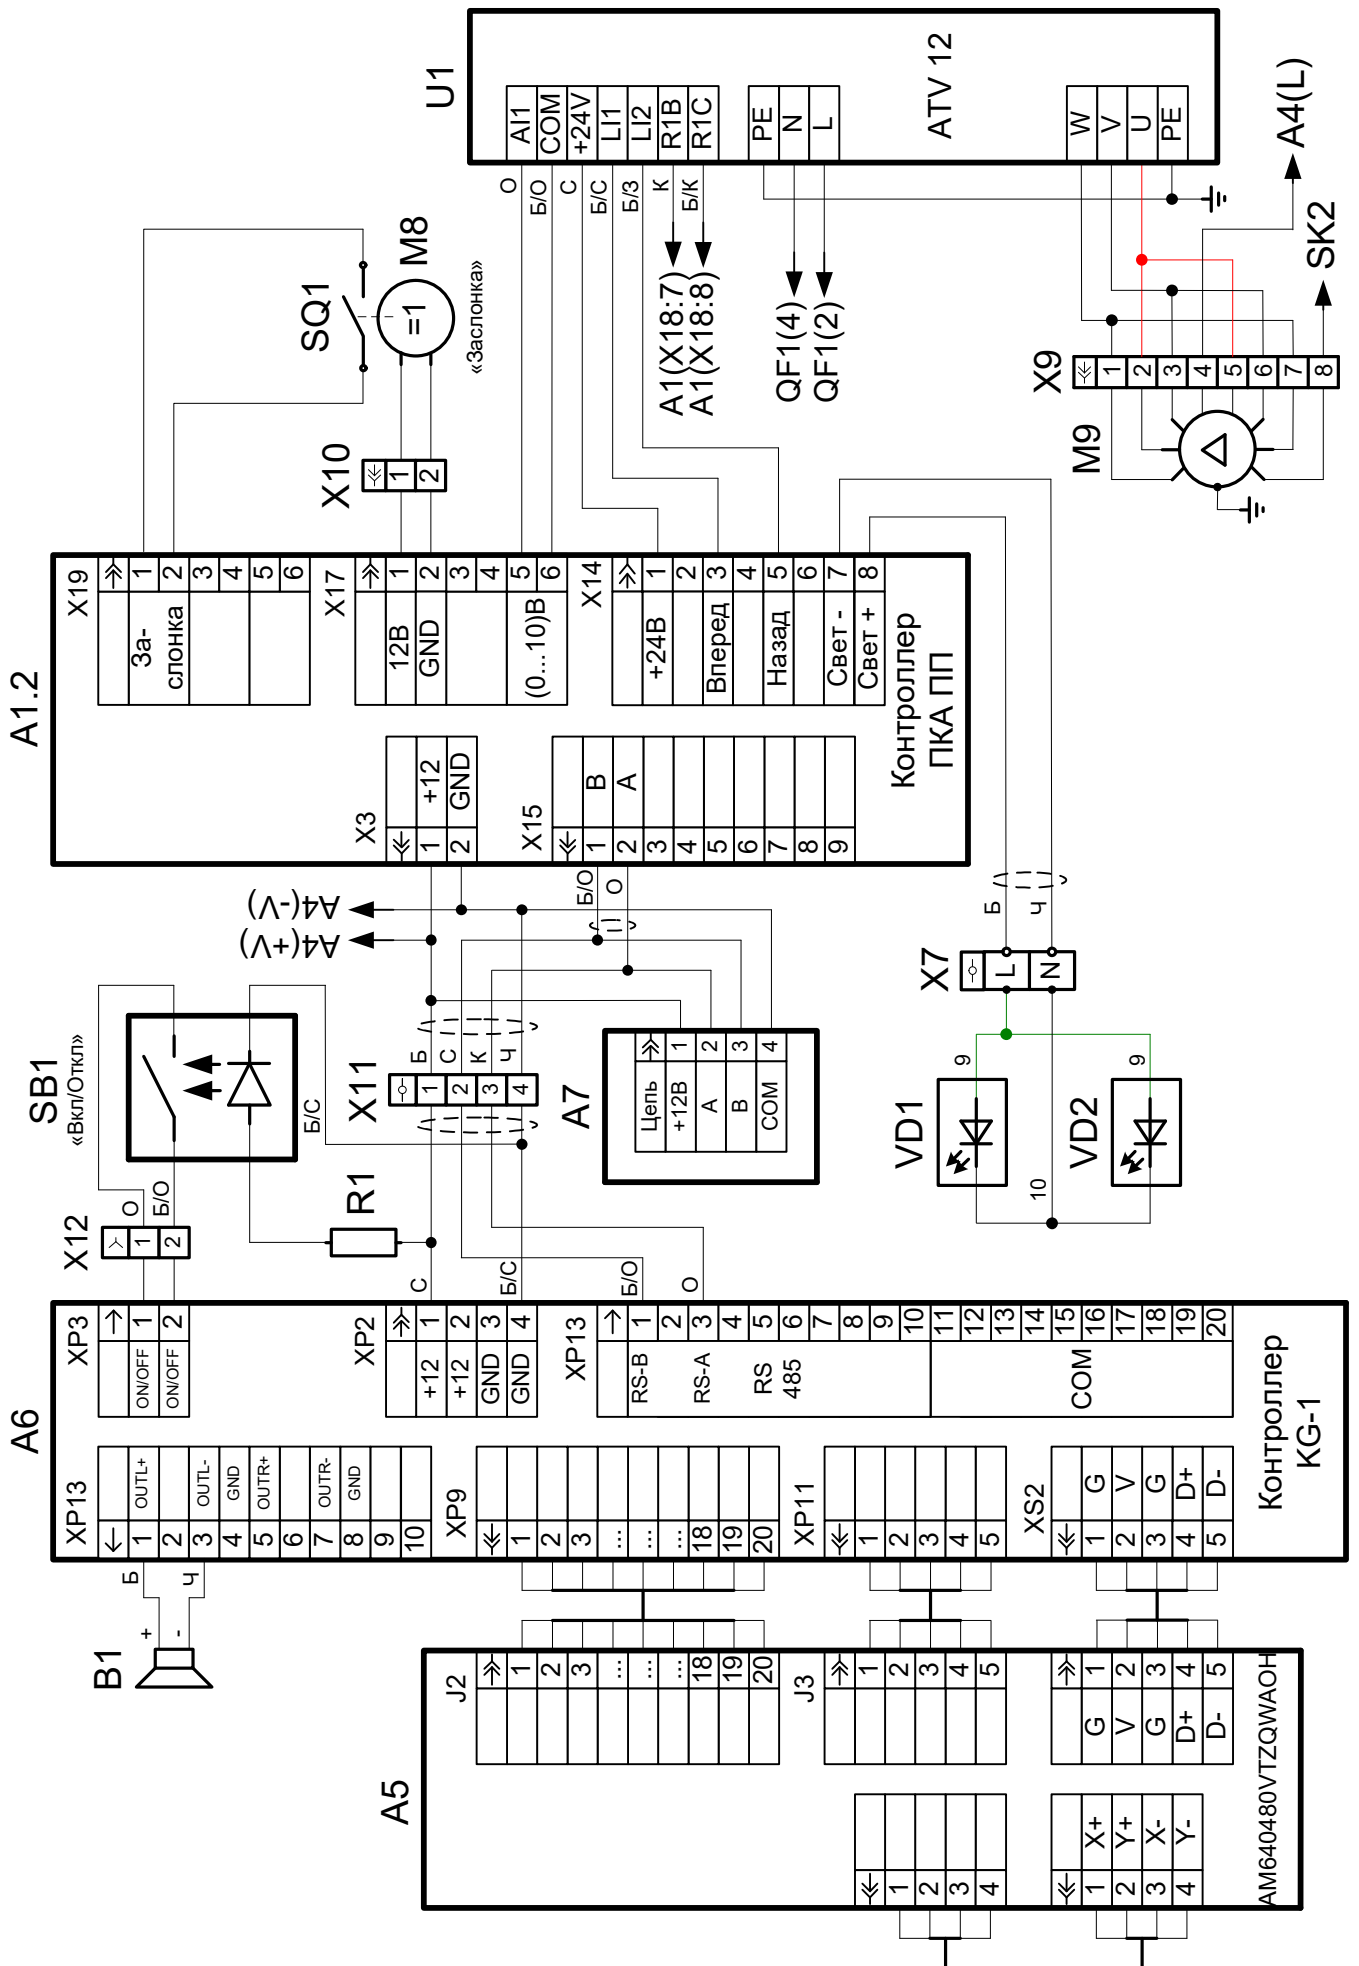 U1
AI1
COM
+24V
LI1
LI2
R1B
R1C
PE
N
L
ATV 12
W
V
U
PE
О
Б/О
С
Б/С
Б/З
К
Б/К
A1(X18:7)
A1(X18:8)
QF1(4)
QF1(2)
A4(L)
SK2
SQ1
M8
=1
«Заслонка»
X10
1
2
X9
1
2
3
4
5
6
7
8
M9
A1.2
X19
1
2
3
4
5
6
За-
слонка
X17
1
2
3
4
5
6
12В
GND
(0...10)В
X14
1
2
3
4
5
6
7
8
+24В
Вперед
Назад
Свет -
Свет +
X3
1
2
+12
GND
X15
1
2
3
4
5
6
7
8
9
B
A
Контроллер
ПКА ПП
A4(-V)
A4(+V)
Б/О
О
Б
Ч
X7
L
N
SB1
«Вкл/Откл»
Б/С
X11
1
2
3
4
Б
С
К
Ч
A7
Цепь
+12В
A
B
COM
1
2
3
4
VD1
VD2
9
9
10
X12
1
2
О
Б/О
R1
С
Б/С
Б/О
О
A6
XP3
1
2
ON/OFF
ON/OFF
XP2
1
2
3
4
+12
+12
GND
GND
XP13
1
2
3
4
5
6
7
8
9
10
11
12
13
14
15
16
17
18
19
20
RS-B
RS-A
RS
485
COM
XP13
1
2
3
4
5
6
7
8
9
10
OUTL+
OUTL-
GND
OUTR+
OUTR-
GND
XP9
1
2
3
...
...
...
18
19
20
XP11
1
2
3
4
5
XS2
1
2
3
4
5
G
V
G
D+
D-
Контроллер
KG-1
B1
+
-
Б
Ч
A5
J2
1
2
3
...
...
...
18
19
20
J3
1
2
3
4
5
1
2
3
4
5
G
V
G
D+
D-
1
2
3
4
1
2
3
4
X+
Y+
X-
Y-
AM640480VTZQWAOH